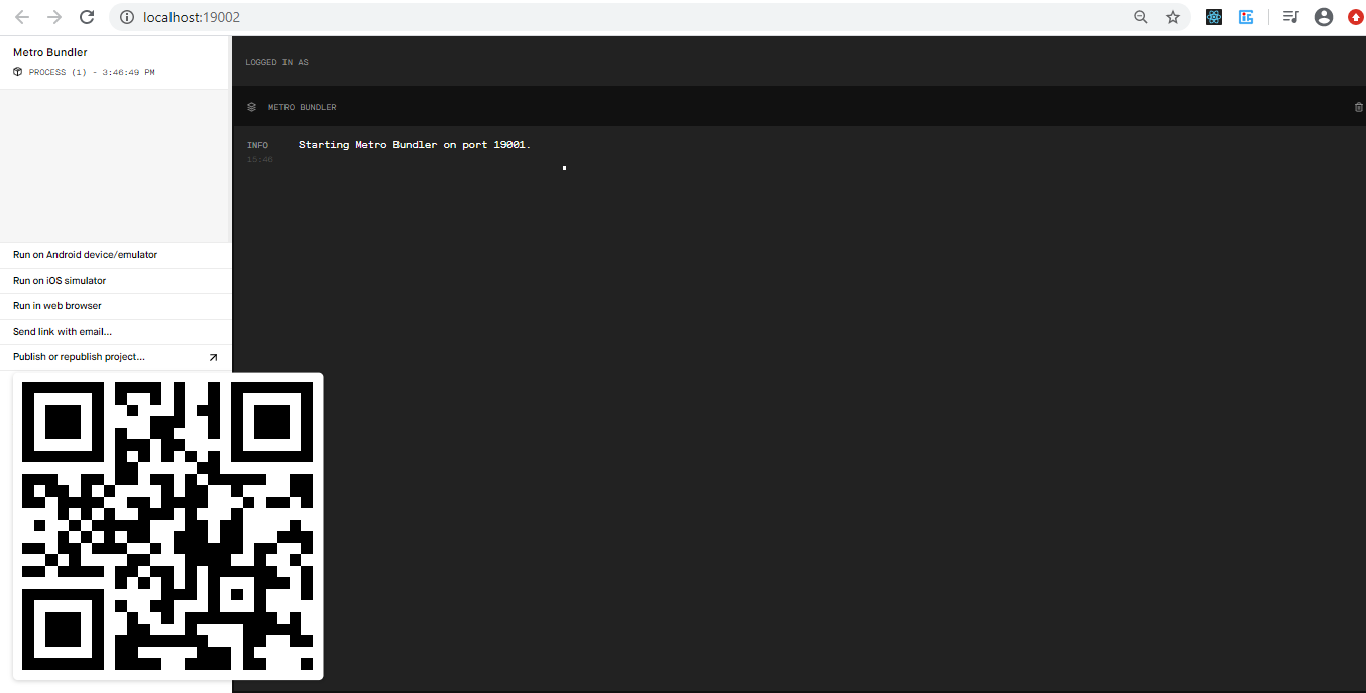 localhost:19002
Metro Bundler
PROCESS (1) - 3:46:49 PM
LOGGED IN AS
METRO BUNDLER
INFO
Starting Metro Bundler on port 19001.
15:46
Run on Android device/emulator
Run on iOS simulator
Run in web browser
Send link with email...
Publish or republish project...